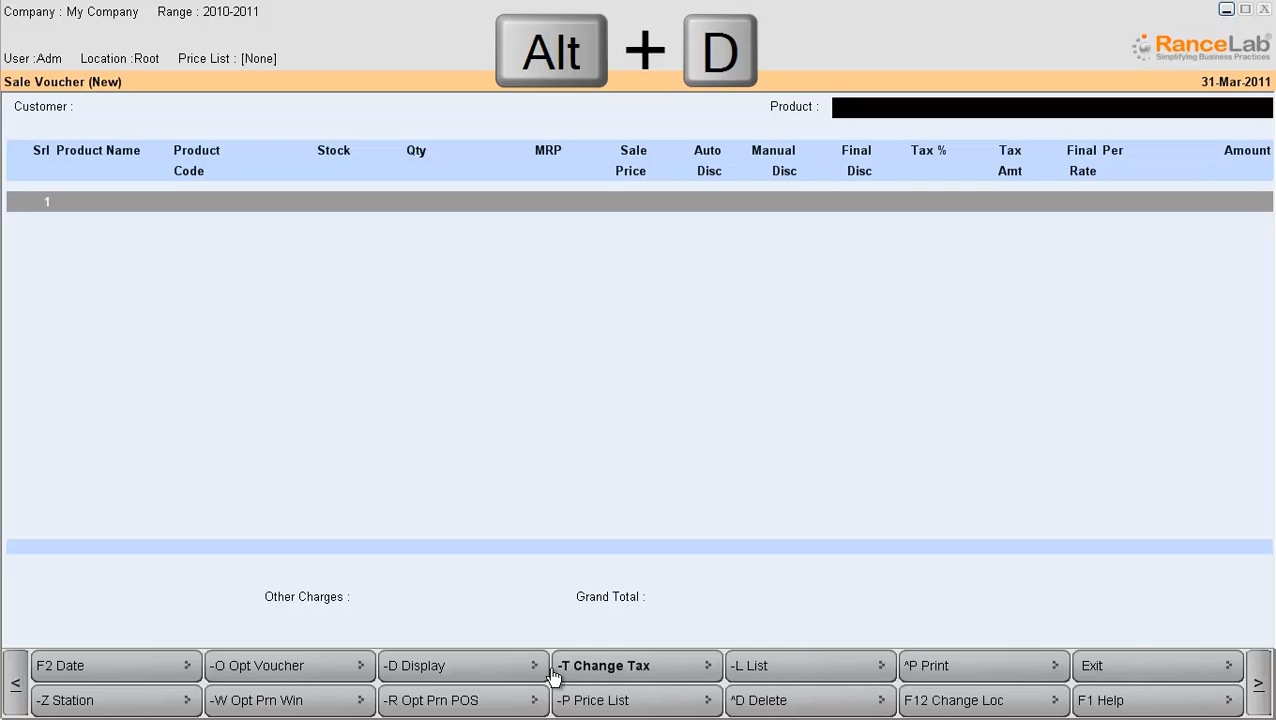 Company : My Company Range : 2010-2011
Alt + D
RanceLab®
Simplifying Business Practices
User :Adm Location :Root Price List : [None]
Sale Voucher (New) 31-Mar-2011
Customer : Product :
Srl Product Name Product Code Stock Qty MRP Sale Price Auto Disc Manual Disc Final Disc Tax % Tax Amt Final Rate Per Amount
1
Other Charges : Grand Total :
< F2 Date -O Opt Voucher -D Display -T Change Tax -L List ^P Print Exit >
-Z Station -W Opt Prn Win -R Opt Prn POS -P Price List ^D Delete F12 Change Loc F1 Help